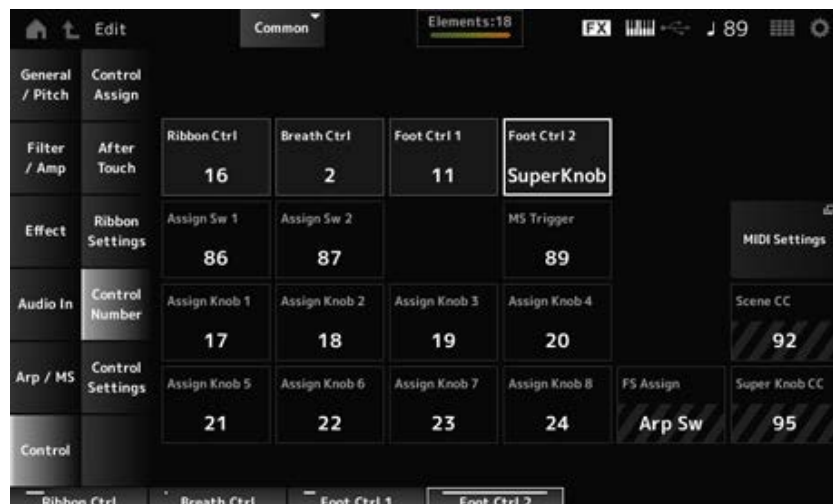 Edit
Common
Elements:18
FX
89
General
/ Pitch
Control
Assign
Filter
/ Amp
After
Touch
Ribbon Ctrl
16
Breath Ctrl
2
Foot Ctrl 1
11
Foot Ctrl 2
SuperKnob
Effect
Ribbon
Settings
Assign Sw 1
86
Assign Sw 2
87
MS Trigger
89
MIDI Settings
Audio In
Control
Number
Assign Knob 1
17
Assign Knob 2
18
Assign Knob 3
19
Assign Knob 4
20
Scene CC
92
Arp / MS
Control
Settings
Assign Knob 5
21
Assign Knob 6
22
Assign Knob 7
23
Assign Knob 8
24
FS Assign
Arp Sw
Super Knob CC
95
Control
Ribbon Ctrl
Breath Ctrl
Foot Ctrl 1
Foot Ctrl 2